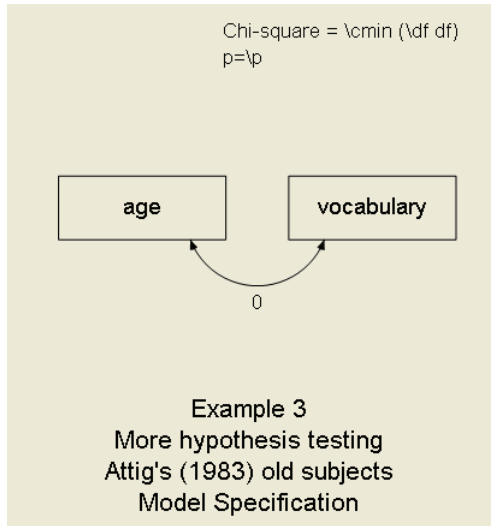 Chi-square = \cmin (\df df)
p=\p
age
vocabulary
0
Example 3
More hypothesis testing
Attig's (1983) old subjects
Model Specification